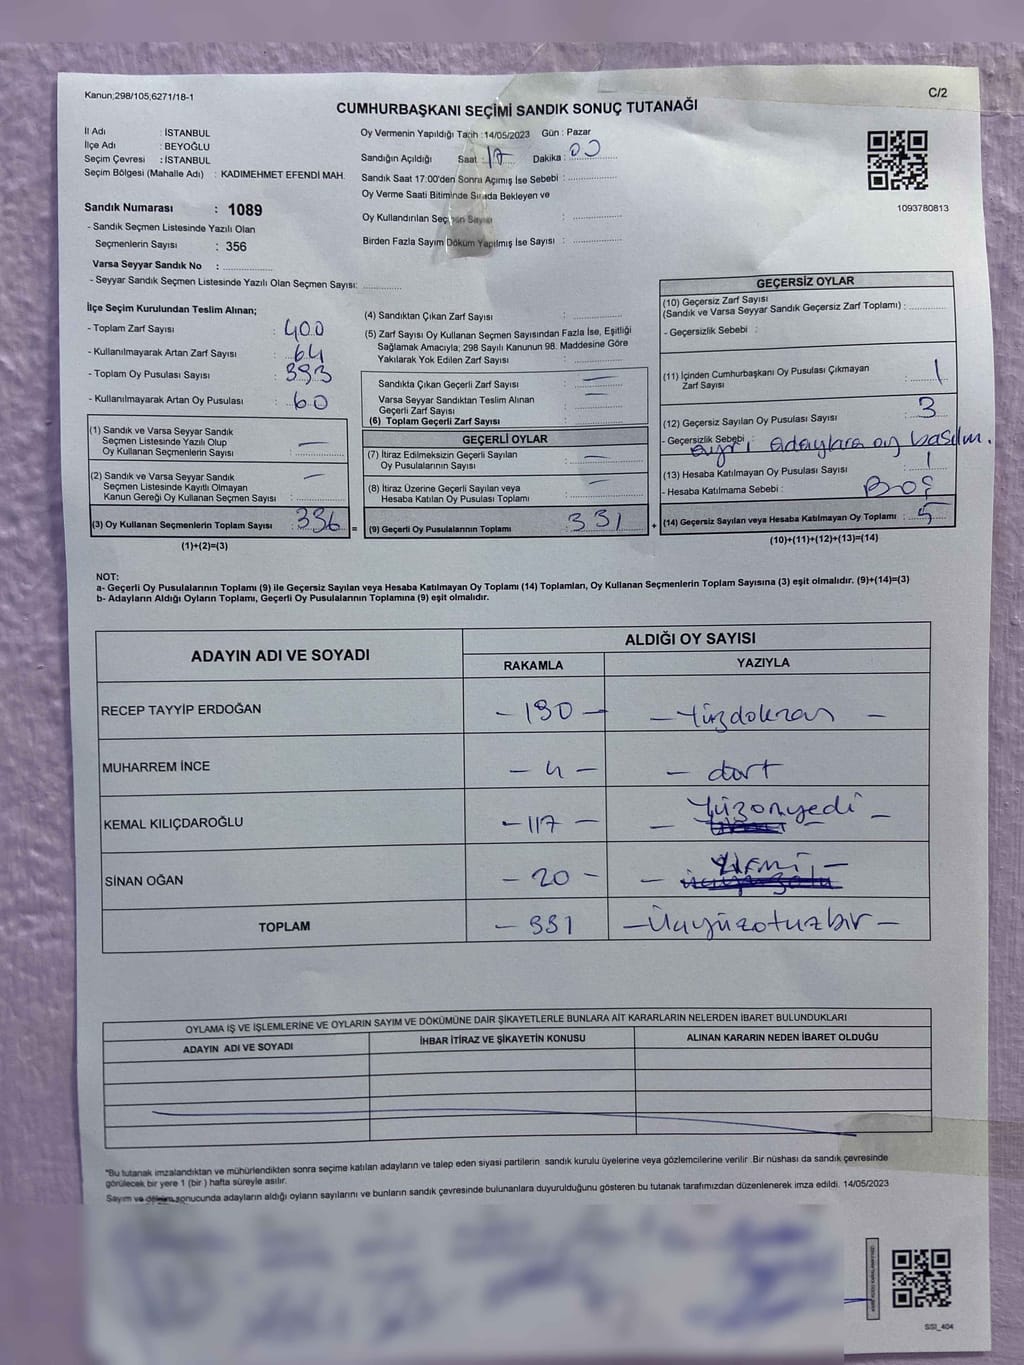 Kanun;298/105,6271/18-1
C/2
CUMHURBAŞKANI SEÇİMİ SANDIK SONUÇ TUTANAĞI
İl Adı : İSTANBUL
İlçe Adı : BEYOĞLU
Seçim Çevresi : İSTANBUL
Seçim Bölgesi (Mahalle Adı) : KADIMEHMET EFENDİ MAH.
Sandık Numarası : 1089
- Sandık Seçmen Listesinde Yazılı Olan
Seçmenlerin Sayısı : 356
Varsa Seyyar Sandık No :
- Seyyar Sandık Seçmen Listesinde Yazılı Olan Seçmen Sayısı:
Oy Vermenin Yapıldığı Tarih :14/05/2023 Gün : Pazar
Sandığın Açıldığı Saat : 17 Dakika : 00
Sandık Saat 17:00'den Sonra Açımış İse Sebebi :
Oy Verme Saati Bitiminde Sırada Bekleyen ve
Oy Kullandırılan Seçmen Sayısı :
Birden Fazla Sayım Döküm Yapılmış İse Sayısı :
1093780813
İlçe Seçim Kurulundan Teslim Alınan;
- Toplam Zarf Sayısı : 400
- Kullanılmayarak Artan Zarf Sayısı : 64
- Toplam Oy Pusulası Sayısı : 393
- Kullanılmayarak Artan Oy Pusulası : 60
(1) Sandık ve Varsa Seyyar Sandık
Seçmen Listesinde Yazılı Olup
Oy Kullanan Seçmenlerin Sayısı : —
(2) Sandık ve Varsa Seyyar Sandık
Seçmen Listesinde Kayıtlı Olmayan
Kanun Gereği Oy Kullanan Seçmen Sayısı : —
(3) Oy Kullanan Seçmenlerin Toplam Sayısı : 336 =
(1)+(2)=(3)
(4) Sandıktan Çıkan Zarf Sayısı :
(5) Zarf Sayısı Oy Kullanan Seçmen Sayısından Fazla İse, Eşitliği
Sağlamak Amacıyla; 298 Sayılı Kanunun 98. Maddesine Göre
Yakılarak Yok Edilen Zarf Sayısı :
Sandıkta Çıkan Geçerli Zarf Sayısı : —
Varsa Seyyar Sandıktan Teslim Alınan
Geçerli Zarf Sayısı : —
(6) Toplam Geçerli Zarf Sayısı :
GEÇERLİ OYLAR
(7) İtiraz Edilmeksizin Geçerli Sayılan
Oy Pusulalarının Sayısı : —
(8) İtiraz Üzerine Geçerli Sayılan veya
Hesaba Katılan Oy Pusulası Toplamı : —
(9) Geçerli Oy Pusulalarının Toplamı : 331 +
GEÇERSİZ OYLAR
(10) Geçersiz Zarf Sayısı
(Sandık ve Varsa Seyyar Sandık Geçersiz Zarf Toplamı) :
- Geçersizlik Sebebi :
(11) İçinden Cumhurbaşkanı Oy Pusulası Çıkmayan
Zarf Sayısı : 1
(12) Geçersiz Sayılan Oy Pusulası Sayısı : 3
- Geçersizlik Sebebi : ayrı adaylara oy basılm.
(13) Hesaba Katılmayan Oy Pusulası Sayısı : 1
- Hesaba Katılmama Sebebi : Boş
(14) Geçersiz Sayılan veya Hesaba Katılmayan Oy Toplamı : 5
(10)+(11)+(12)+(13)=(14)
NOT:
a- Geçerli Oy Pusulalarının Toplamı (9) ile Geçersiz Sayılan veya Hesaba Katılmayan Oy Toplamı (14) Toplamları, Oy Kullanan Seçmenlerin Toplam Sayısına (3) eşit olmalıdır. (9)+(14)=(3)
b- Adayların Aldığı Oyların Toplamı, Geçerli Oy Pusulalarının Toplamına (9) eşit olmalıdır.
ADAYIN ADI VE SOYADI
ALDIĞI OY SAYISI
RAKAMLA YAZIYLA
RECEP TAYYİP ERDOĞAN – 190 – – Yüzdoksan –
MUHARREM İNCE – 4 – – dört
KEMAL KILIÇDAROĞLU – 117 – – Yüzonyedi –
SİNAN OĞAN – 20 – – Yirmi –
TOPLAM – 331 – Üçyüzotuzbir –
OYLAMA İŞ VE İŞLEMLERİNE VE OYLARIN SAYIM VE DÖKÜMÜNE DAİR ŞİKAYETLERLE BUNLARA AİT KARARLARIN NELERDEN İBARET BULUNDUKLARI
ADAYIN ADI VE SOYADI İHBAR İTİRAZ VE ŞİKAYETİN KONUSU ALINAN KARARIN NEDEN İBARET OLDUĞU
*Bu tutanak imzalandıktan ve mühürlendikten sonra seçime katılan adayların ve talep eden siyasi partilerin sandık kurulu üyelerine veya gözlemcilerine verilir .Bir nüshası da sandık çevresinde
görülecek bir yere 1 (bir ) hafta süreyle asılır.
Sayım ve döküm sonucunda adayların aldığı oyların sayılarını ve bunların sandık çevresinde bulunanlara duyurulduğunu gösteren bu tutanak tarafımızdan düzenlenerek imza edildi. 14/05/2023
SSI_404